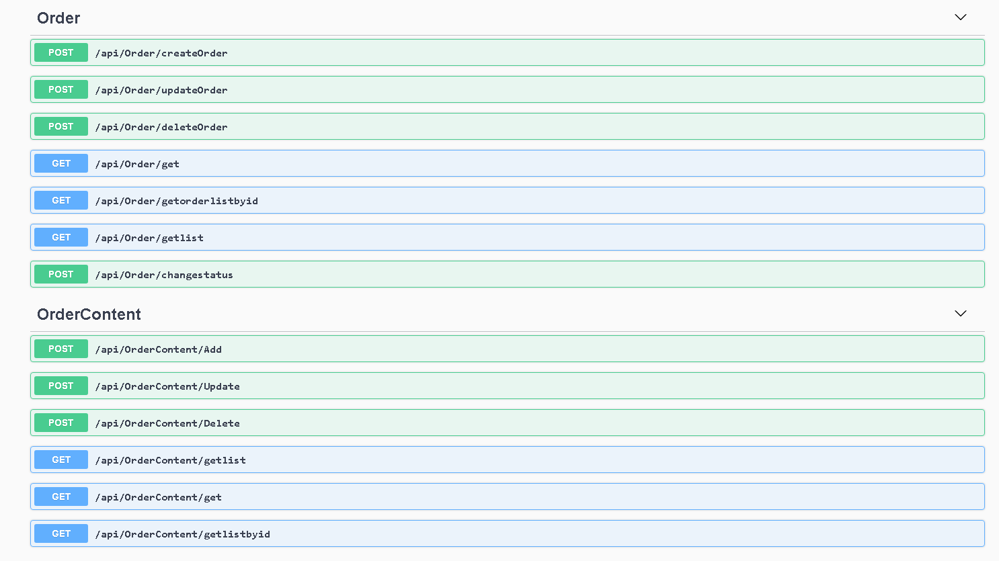 Order
POST /api/Order/createOrder
POST /api/Order/updateOrder
POST /api/Order/deleteOrder
GET /api/Order/get
GET /api/Order/getorderlistbyid
GET /api/Order/getlist
POST /api/Order/changestatus
OrderContent
POST /api/OrderContent/Add
POST /api/OrderContent/Update
POST /api/OrderContent/Delete
GET /api/OrderContent/getlist
GET /api/OrderContent/get
GET /api/OrderContent/getlistbyid